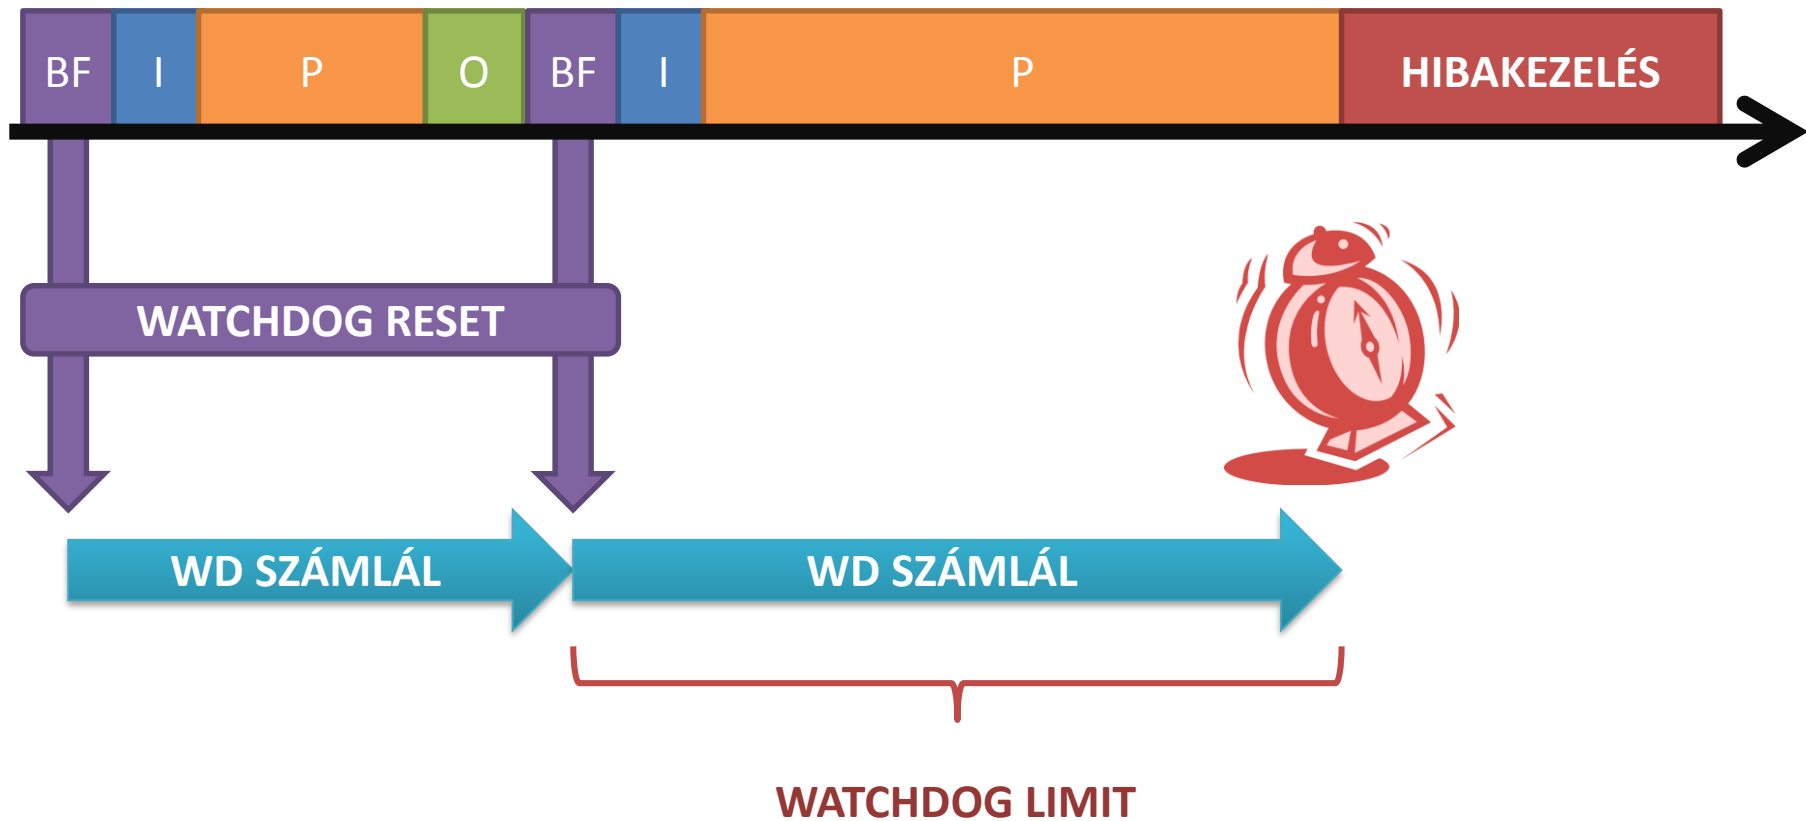 BF I P O BF I P HIBAKEZELÉS
WATCHDOG RESET
WD SZÁMLÁL WD SZÁMLÁL
WATCHDOG LIMIT